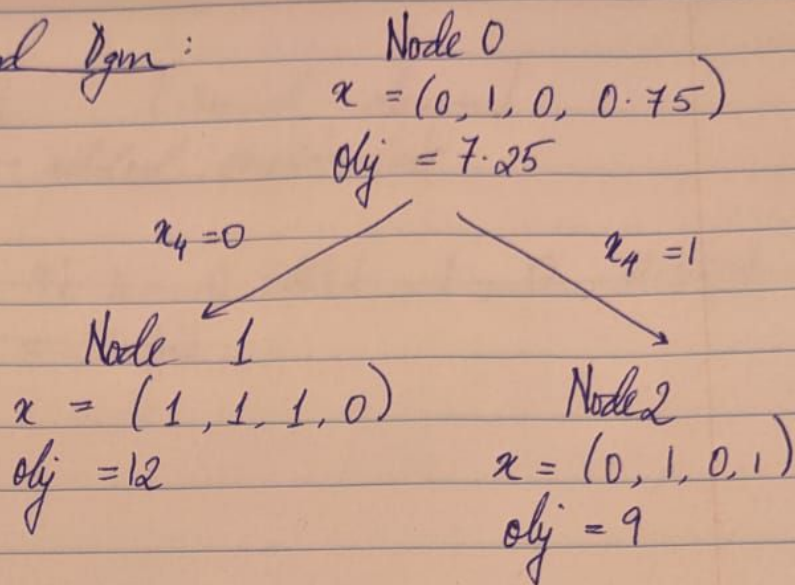 Dgm : Node 0
x = (0, 1, 0, 0.75)
obj = 7.25
x₄ = 0
x₄ = 1
Node 1
x = (1, 1, 1, 0)
obj = 12
Node 2
x = (0, 1, 0, 1)
obj = 9